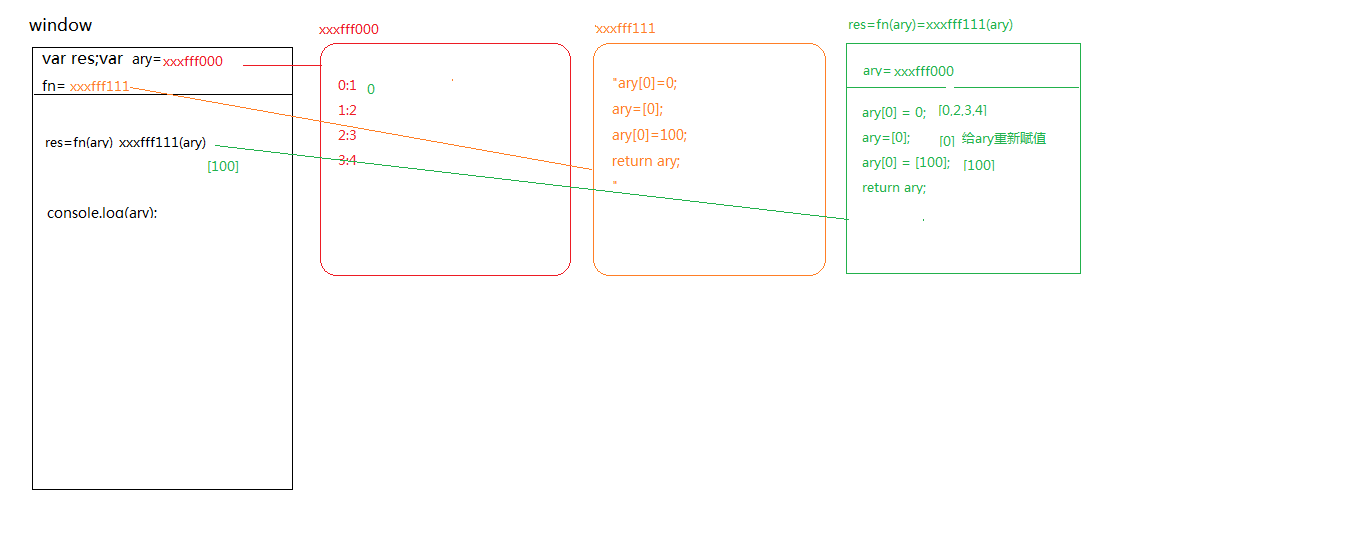 window
var res;var ary=xxxfff000
fn= xxxfff111
res=fn(ary) xxxfff111(ary)
[100]
console.log(ary);
xxxfff000
0:1 0
1:2
2:3
3:4
xxxfff111
"ary[0]=0;
ary=[0];
ary[0]=100;
return ary;
"
res=fn(ary)=xxxfff111(ary)
ary= xxxfff000
ary[0] = 0; [0,2,3,4]
ary=[0]; [0] 给ary重新赋值
ary[0] = [100]; [100]
return ary;